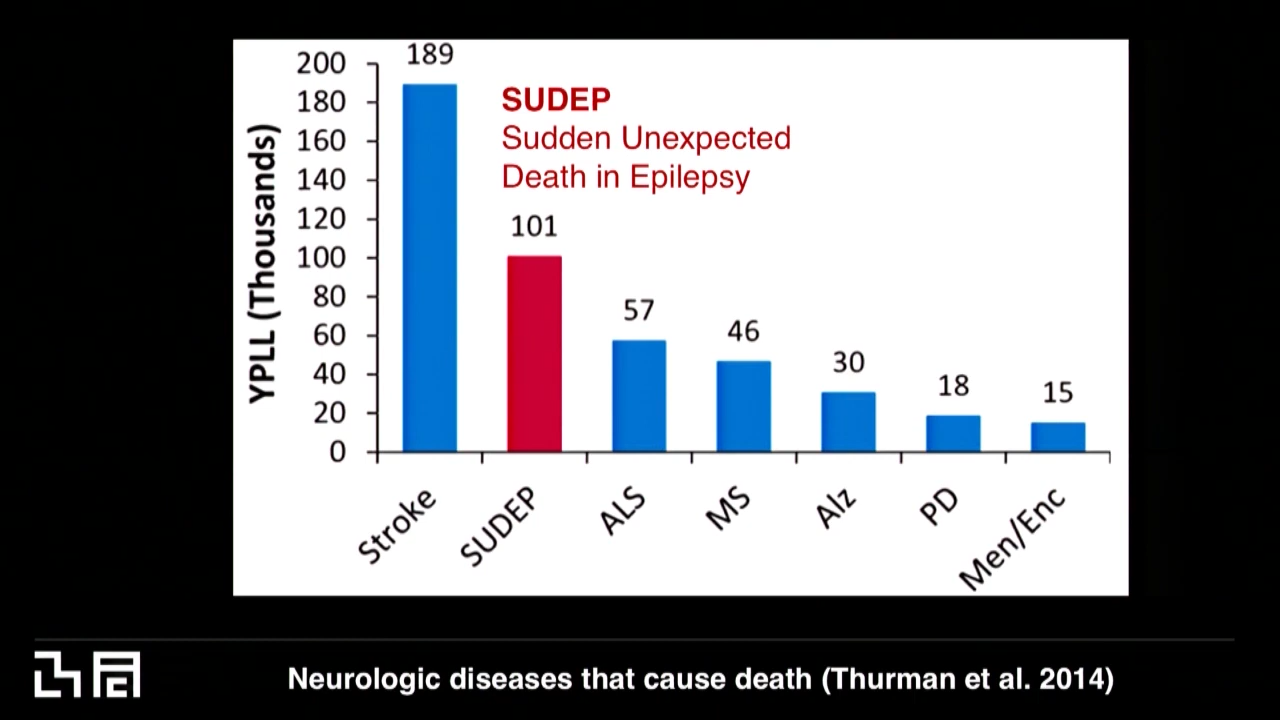 189
200
180
160
140
120
100
80
60
40
20
0
YPLL (Thousands)
SUDEP
Sudden Unexpected
Death in Epilepsy
101
57
46
30
18
15
Stroke
SUDEP
ALS
MS
Alz
PD
Men/Enc
Neurologic diseases that cause death (Thurman et al. 2014)